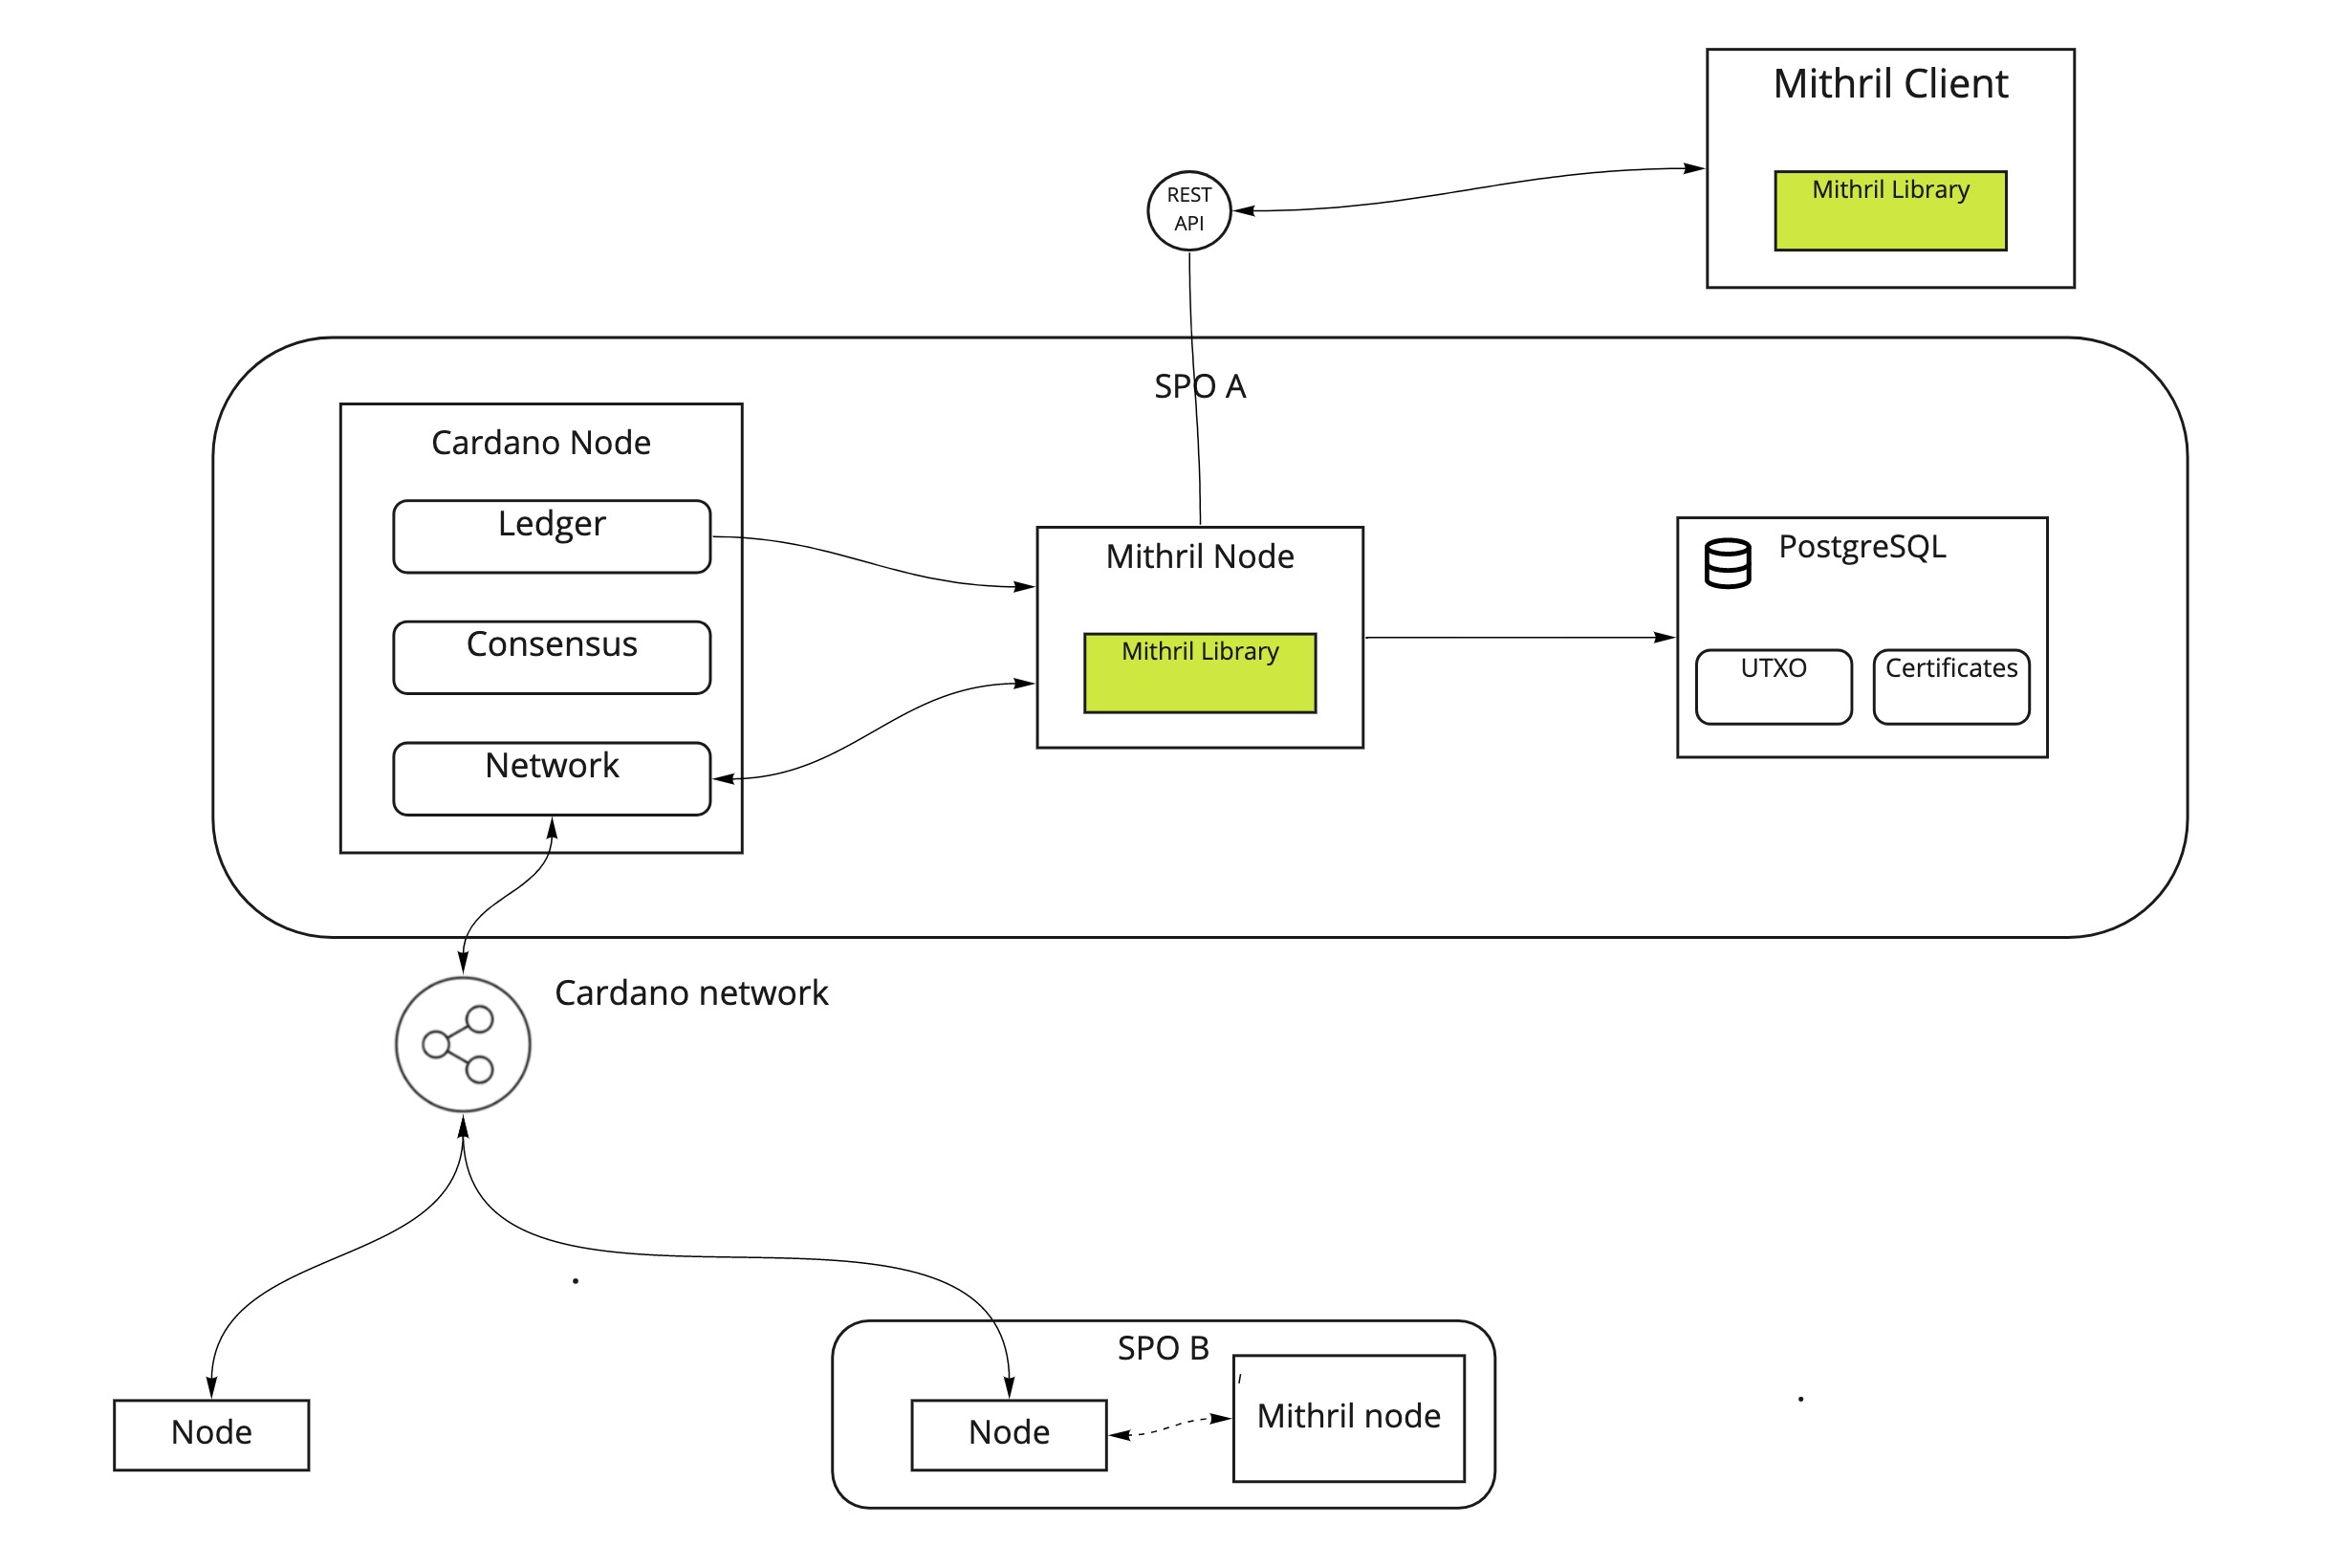 Mithril Client
Mithril Library
REST
API
SPO A
Cardano Node
Ledger
Consensus
Network
Mithril Node
Mithril Library
PostgreSQL
UTXO
Certificates
Cardano network
Node
SPO B
Node
Mithril node